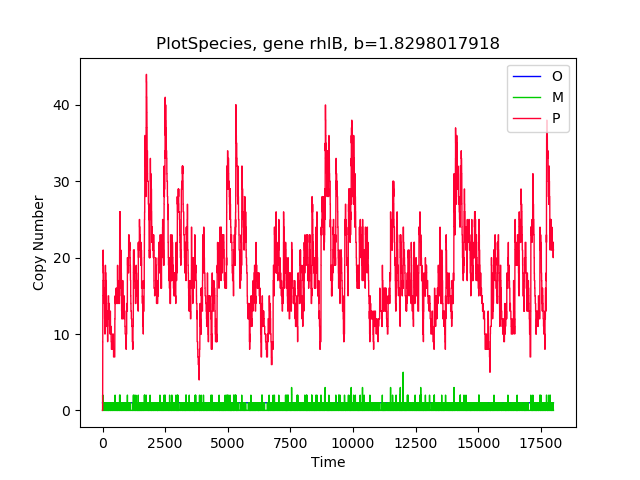 PlotSpecies, gene rhlB, b=1.8298017918
O
M
P
40
30
20
10
0
Copy Number
0 2500 5000 7500 10000 12500 15000 17500
Time